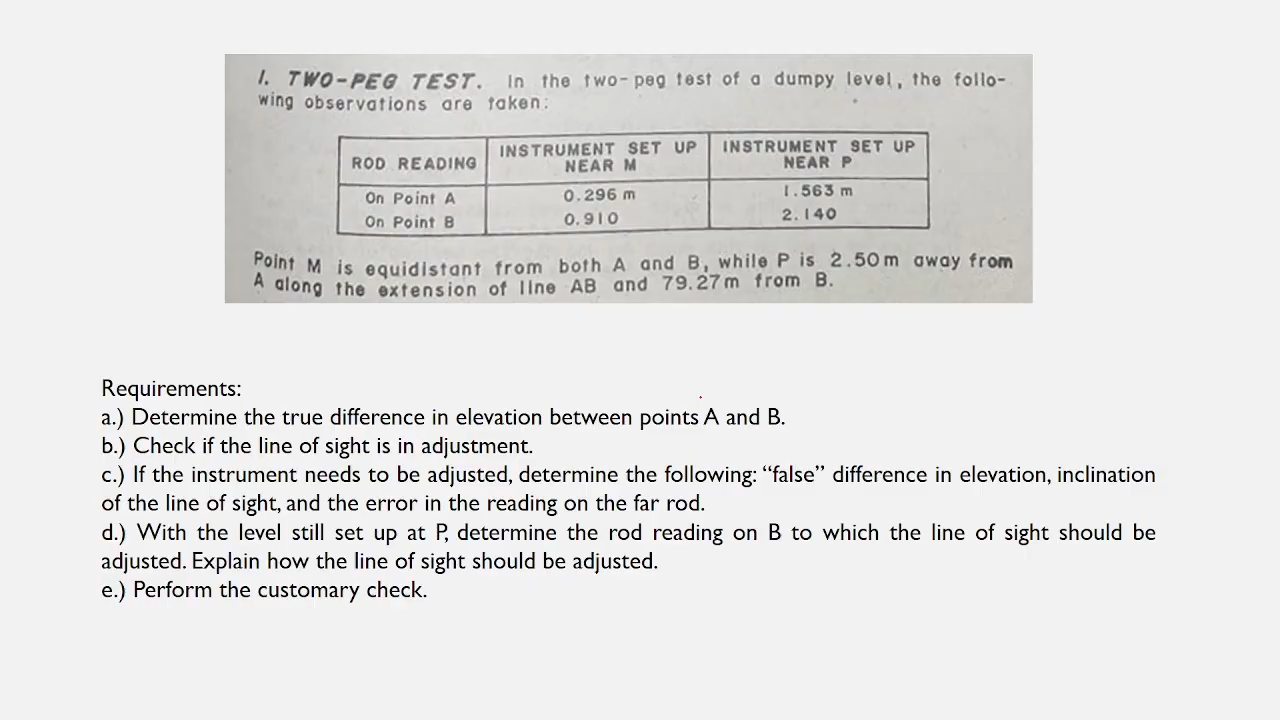 1. TWO-PEG TEST. In the two-peg test of a dumpy level, the follo-
wing observations are taken:
ROD READING
INSTRUMENT SET UP
NEAR M
INSTRUMENT SET UP
NEAR P
On Point A 0.296 m 1.563 m
On Point B 0.910 2.140
Point M is equidistant from both A and B, while P is 2.50m away from
A along the extension of line AB and 79.27m from B.
Requirements:
a.) Determine the true difference in elevation between points A and B.
b.) Check if the line of sight is in adjustment.
c.) If the instrument needs to be adjusted, determine the following: “false” difference in elevation, inclination
of the line of sight, and the error in the reading on the far rod.
d.) With the level still set up at P, determine the rod reading on B to which the line of sight should be
adjusted. Explain how the line of sight should be adjusted.
e.) Perform the customary check.